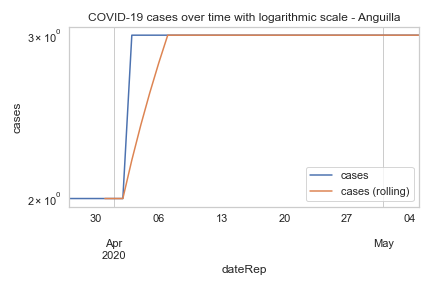 COVID-19 cases over time with logarithmic scale - Anguilla
3 × 10⁰
2 × 10⁰
cases
cases
cases (rolling)
30 06 13 20 27 04
Apr May
2020
dateRep